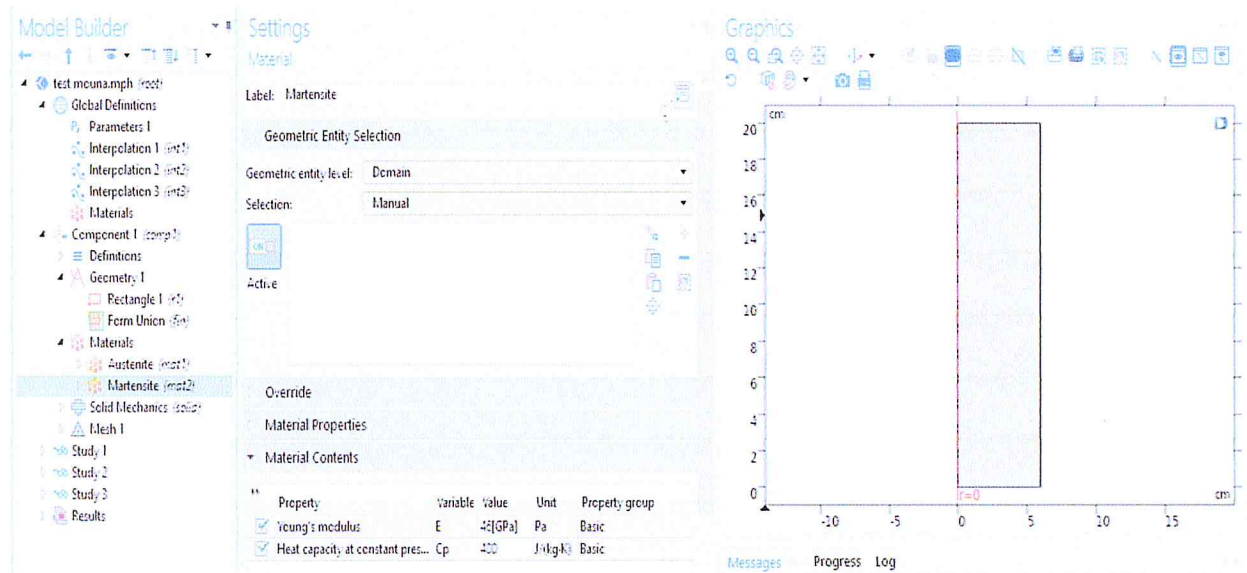 Model Builder
test mouna.mph (root)
Global Definitions
Parameters 1
Interpolation 1 (int1)
Interpolation 2 (int2)
Interpolation 3 (int3)
Materials
Component 1 (comp1)
Definitions
Geometry 1
Rectangle 1 (r1)
Form Union (fin)
Materials
Austenite (mat1)
Martensite (mat2)
Solid Mechanics (solid)
Mesh 1
Study 1
Study 2
Study 3
Results
Settings
Material
Label: Martensite
Geometric Entity Selection
Geometric entity level: Domain
Selection: Manual
Active
Override
Material Properties
Material Contents
Property Variable Value Unit Property group
Young's modulus E 46[GPa] Pa Basic
Heat capacity at constant pres... Cp 400 J/(kg·K) Basic
Graphics
cm
20
18
16
14
12
10
8
6
4
2
0
r=0
cm
-10 -5 0 5 10 15
Messages Progress Log